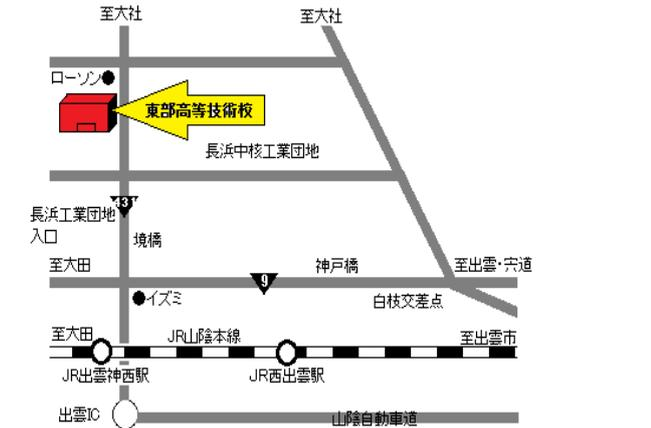 至大社
至大社
ローソン
東部高等技術校
長浜中核工業団地
431
長浜工業団地
入口
境橋
至太田
神戸橋
至出雲・宍道
9
イズミ
白枝交差点
至太田
JR山陰本線
至出雲市
JR出雲神西駅
JR西出雲駅
出雲IC
山陰自動車道